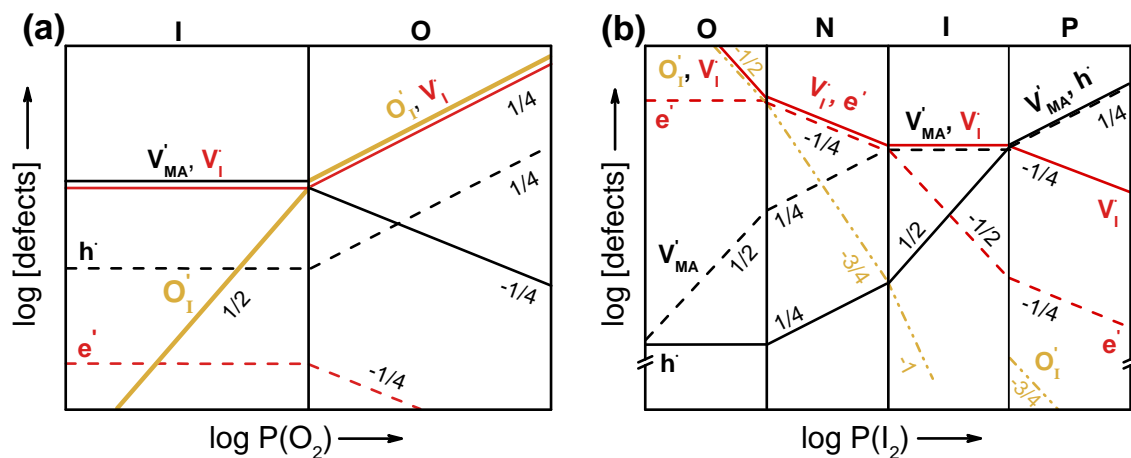 (a)
I O
O'I, V˙I
1/4
V'MA, V˙I
1/4
h˙
O'I
1/2
-1/4
e'
-1/4
log [defects]
log P(O2)
(b)
O N I P
-1/2
O'I, V˙I
V˙I, e'
V'MA, h˙
e'
1/4
-1/4
V'MA, V˙I
-1/4
1/4
V˙I
V'MA
1/2
1/2
-1/2
-3/4
-1/4
1/4
e'
h˙
-1
O'I
-3/4
log [defects]
log P(I2)